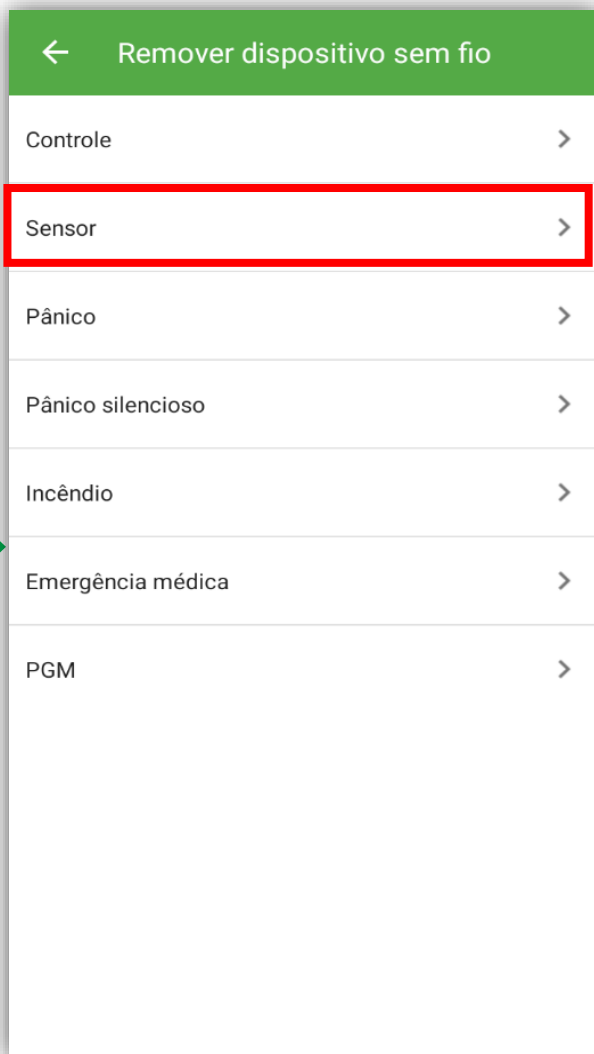 Remover dispositivo sem fio
Controle
Sensor
Pânico
Pânico silencioso
Incêndio
Emergência médica
PGM